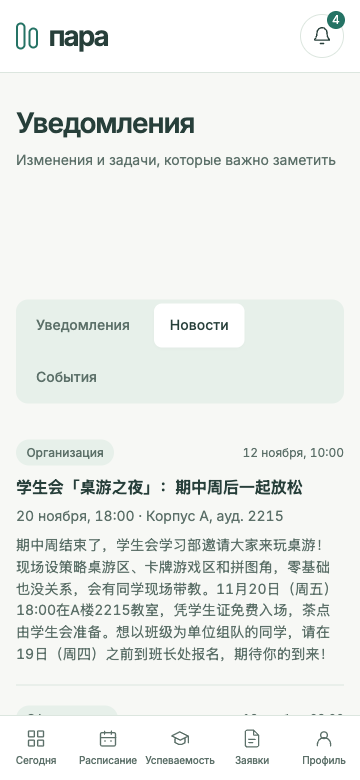 пара
4
Уведомления
Изменения и задачи, которые важно заметить
Уведомления
Новости
События
Организация
12 ноября, 10:00
学生会「桌游之夜」：期中周后一起放松
20 ноября, 18:00 · Корпус А, ауд. 2215
期中周结束了，学生会学习部邀请大家来玩桌游！
现场设策略桌游区、卡牌游戏区和拼图角，零基础
也没关系，会有同学现场带教。11月20日（周五）
18:00在A楼2215教室，凭学生证免费入场，茶点
由学生会准备。想以班级为单位组队的同学，请在
19日（周四）之前到班长处报名，期待你的到来！
Сегодня
Расписание
Успеваемость
Заявки
Профиль